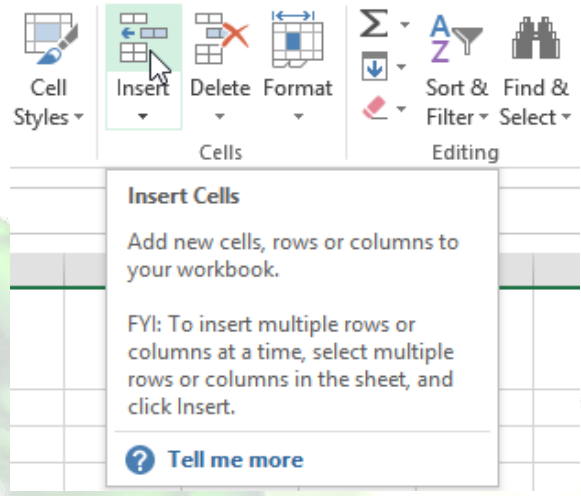 Cell Insert Delete Format Sort & Find &
Styles Filter Select
Cells Editing
Insert Cells
Add new cells, rows or columns to
your workbook.
FYI: To insert multiple rows or
columns at a time, select multiple
rows or columns in the sheet, and
click Insert.
Tell me more